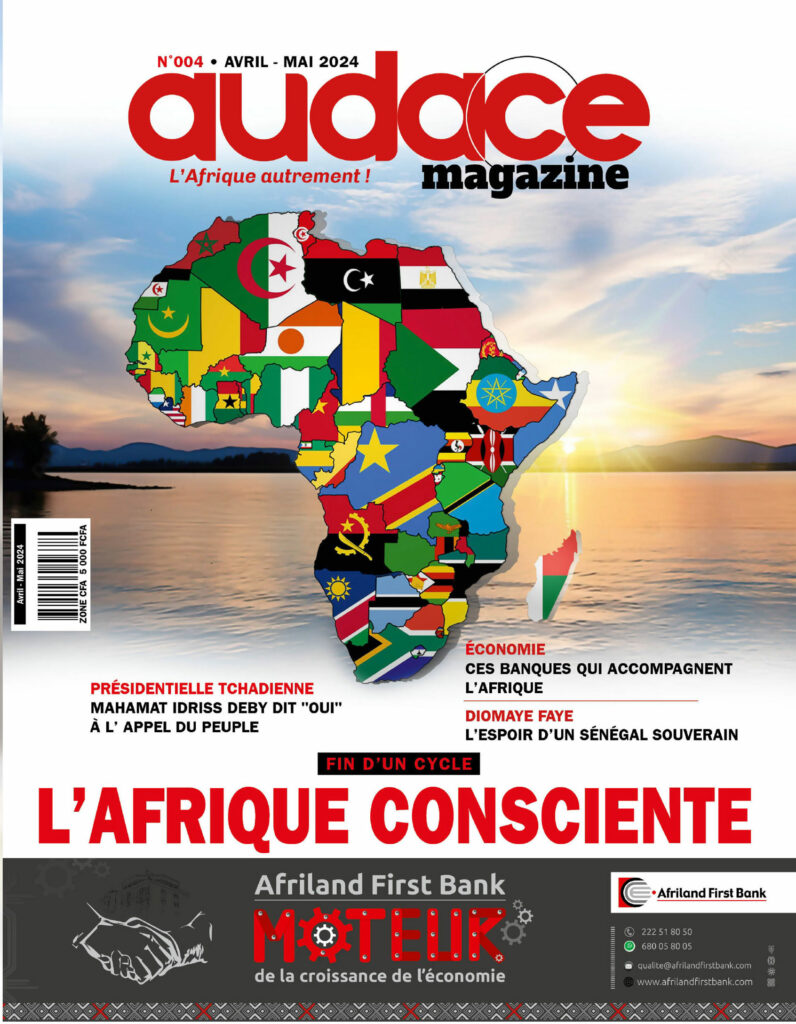 N°004 • AVRIL - MAI 2024
audace
magazine
L'Afrique autrement !
Avril - Mai 2024
ZONE CFA 5 000 FCFA
PRÉSIDENTIELLE TCHADIENNE
MAHAMAT IDRISS DEBY DIT "OUI"
À L' APPEL DU PEUPLE
ÉCONOMIE
CES BANQUES QUI ACCOMPAGNENT
L'AFRIQUE
DIOMAYE FAYE
L'ESPOIR D'UN SÉNÉGAL SOUVERAIN
FIN D'UN CYCLE
L'AFRIQUE CONSCIENTE
Afriland First Bank
MOTEUR
de la croissance de l'économie
Afriland First Bank
222 51 80 50
680 05 80 05
qualite@afrilandfirstbank.com
www.afrilandfirstbank.com